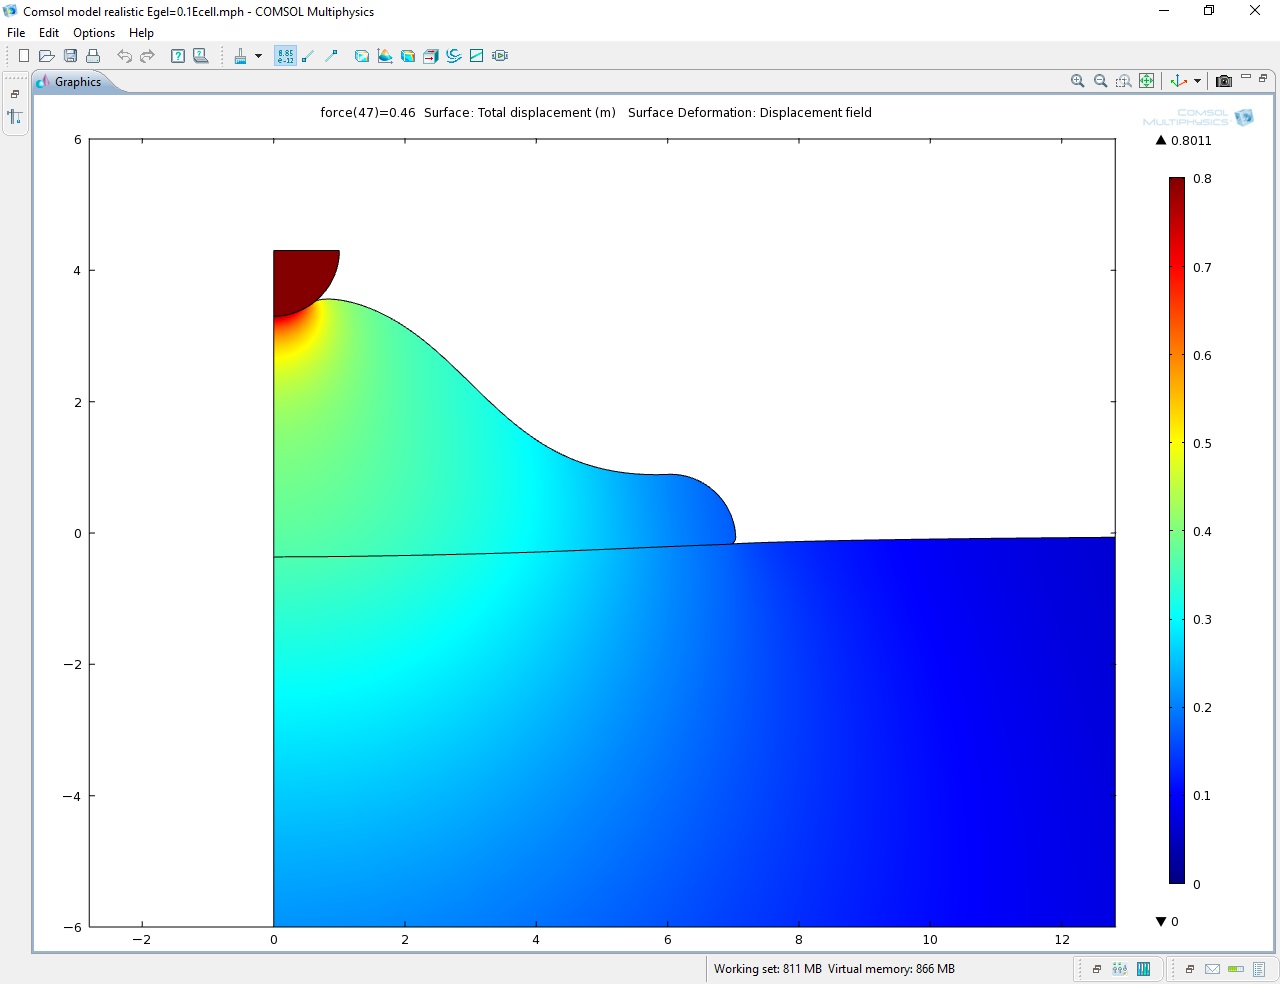 Comsol model realistic Egel=0.1Ecell.mph - COMSOL Multiphysics
File Edit Options Help
8.85
e-12
Graphics
force(47)=0.46 Surface: Total displacement (m) Surface Deformation: Displacement field
COMSOL
MULTIPHYSICS
▲ 0.8011
6
4
2
0
−2
−4
−6
−2 0 2 4 6 8 10 12
0.8
0.7
0.6
0.5
0.4
0.3
0.2
0.1
0
▼ 0
Working set: 811 MB Virtual memory: 866 MB